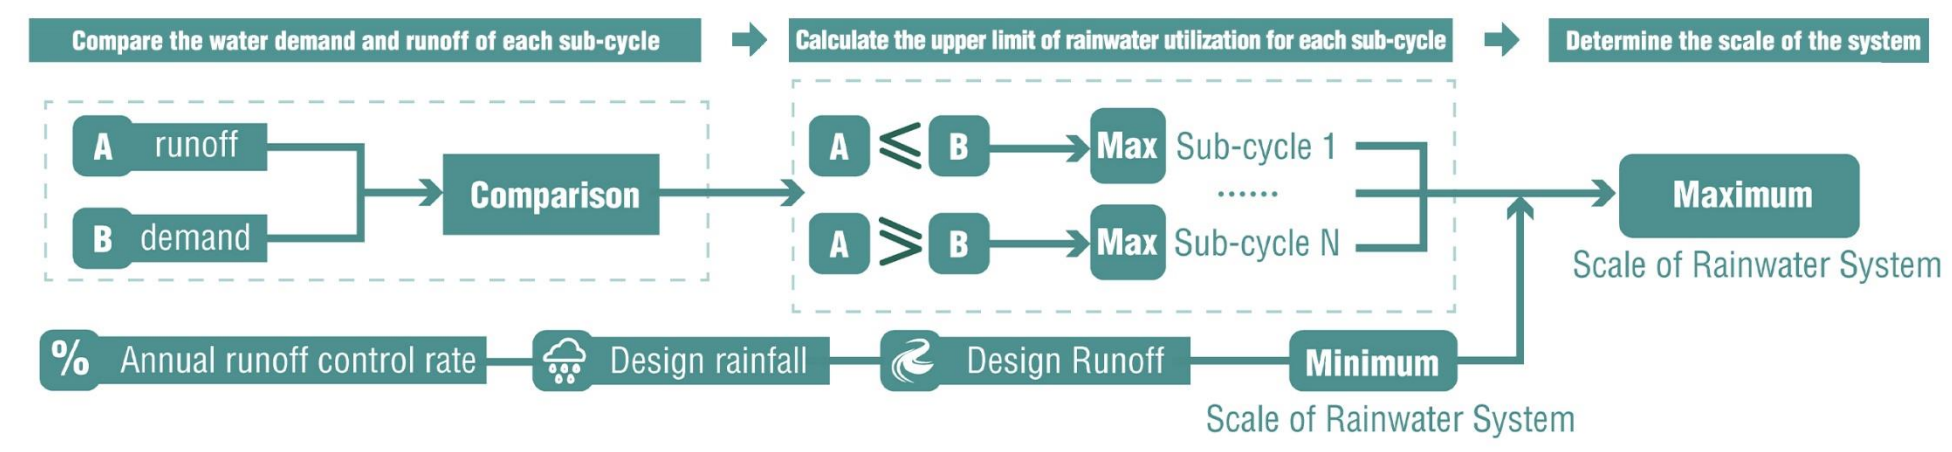 Compare the water demand and runoff of each sub-cycle
Calculate the upper limit of rainwater utilization for each sub-cycle
Determine the scale of the system
A runoff
B demand
Comparison
A ≤ B Max Sub-cycle 1
......
A ≥ B Max Sub-cycle N
Maximum
Scale of Rainwater System
% Annual runoff control rate
Design rainfall
Design Runoff
Minimum
Scale of Rainwater System